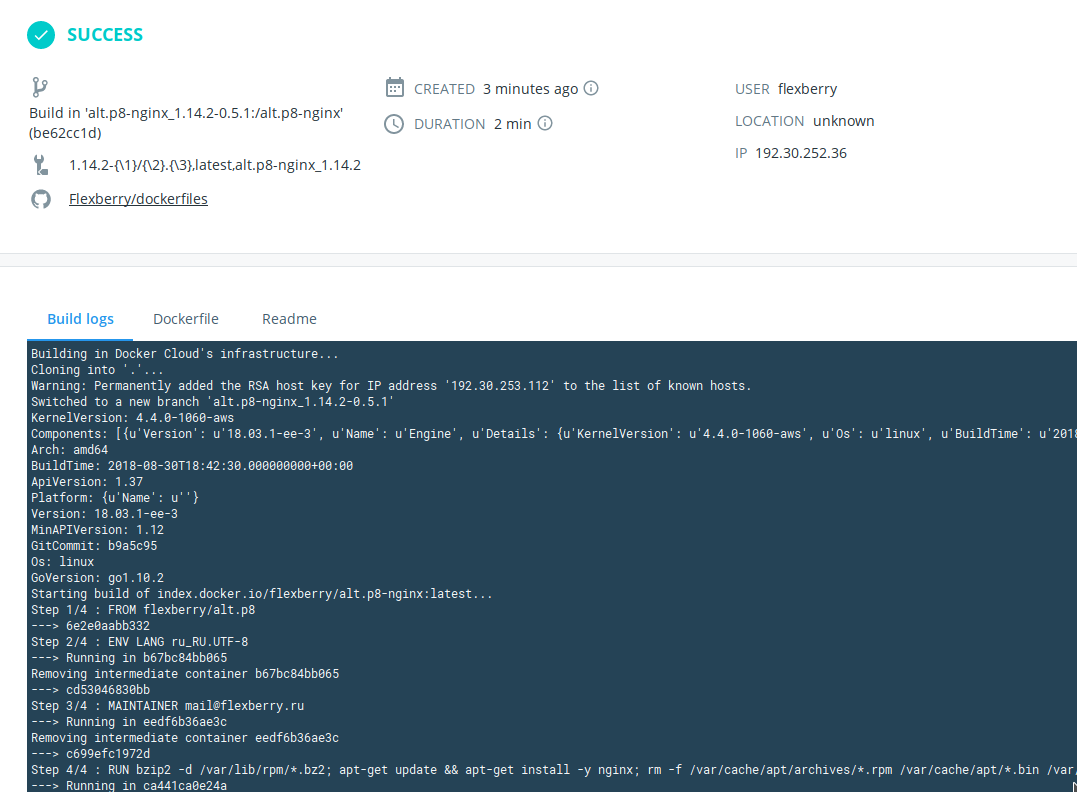 SUCCESS
Build in 'alt.p8-nginx_1.14.2-0.5.1:/alt.p8-nginx'
(be62cc1d)
1.14.2-{\1}/{\2}.{\3},latest,alt.p8-nginx_1.14.2
Flexberry/dockerfiles
CREATED 3 minutes ago
DURATION 2 min
USER flexberry
LOCATION unknown
IP 192.30.252.36
Build logs Dockerfile Readme
Building in Docker Cloud's infrastructure...
Cloning into '.'...
Warning: Permanently added the RSA host key for IP address '192.30.253.112' to the list of known hosts.
Switched to a new branch 'alt.p8-nginx_1.14.2-0.5.1'
KernelVersion: 4.4.0-1060-aws
Components: [{u'Version': u'18.03.1-ee-3', u'Name': u'Engine', u'Details': {u'KernelVersion': u'4.4.0-1060-aws', u'Os': u'linux', u'BuildTime': u'2018
Arch: amd64
BuildTime: 2018-08-30T18:42:30.000000000+00:00
ApiVersion: 1.37
Platform: {u'Name': u''}
Version: 18.03.1-ee-3
MinAPIVersion: 1.12
GitCommit: b9a5c95
Os: linux
GoVersion: go1.10.2
Starting build of index.docker.io/flexberry/alt.p8-nginx:latest...
Step 1/4 : FROM flexberry/alt.p8
---> 6e2e0aabb332
Step 2/4 : ENV LANG ru_RU.UTF-8
---> Running in b67bc84bb065
Removing intermediate container b67bc84bb065
---> cd53046830bb
Step 3/4 : MAINTAINER mail@flexberry.ru
---> Running in eedf6b36ae3c
Removing intermediate container eedf6b36ae3c
---> c699efc1972d
Step 4/4 : RUN bzip2 -d /var/lib/rpm/*.bz2; apt-get update && apt-get install -y nginx; rm -f /var/cache/apt/archives/*.rpm /var/cache/apt/*.bin /var/
---> Running in ca441ca0e24a